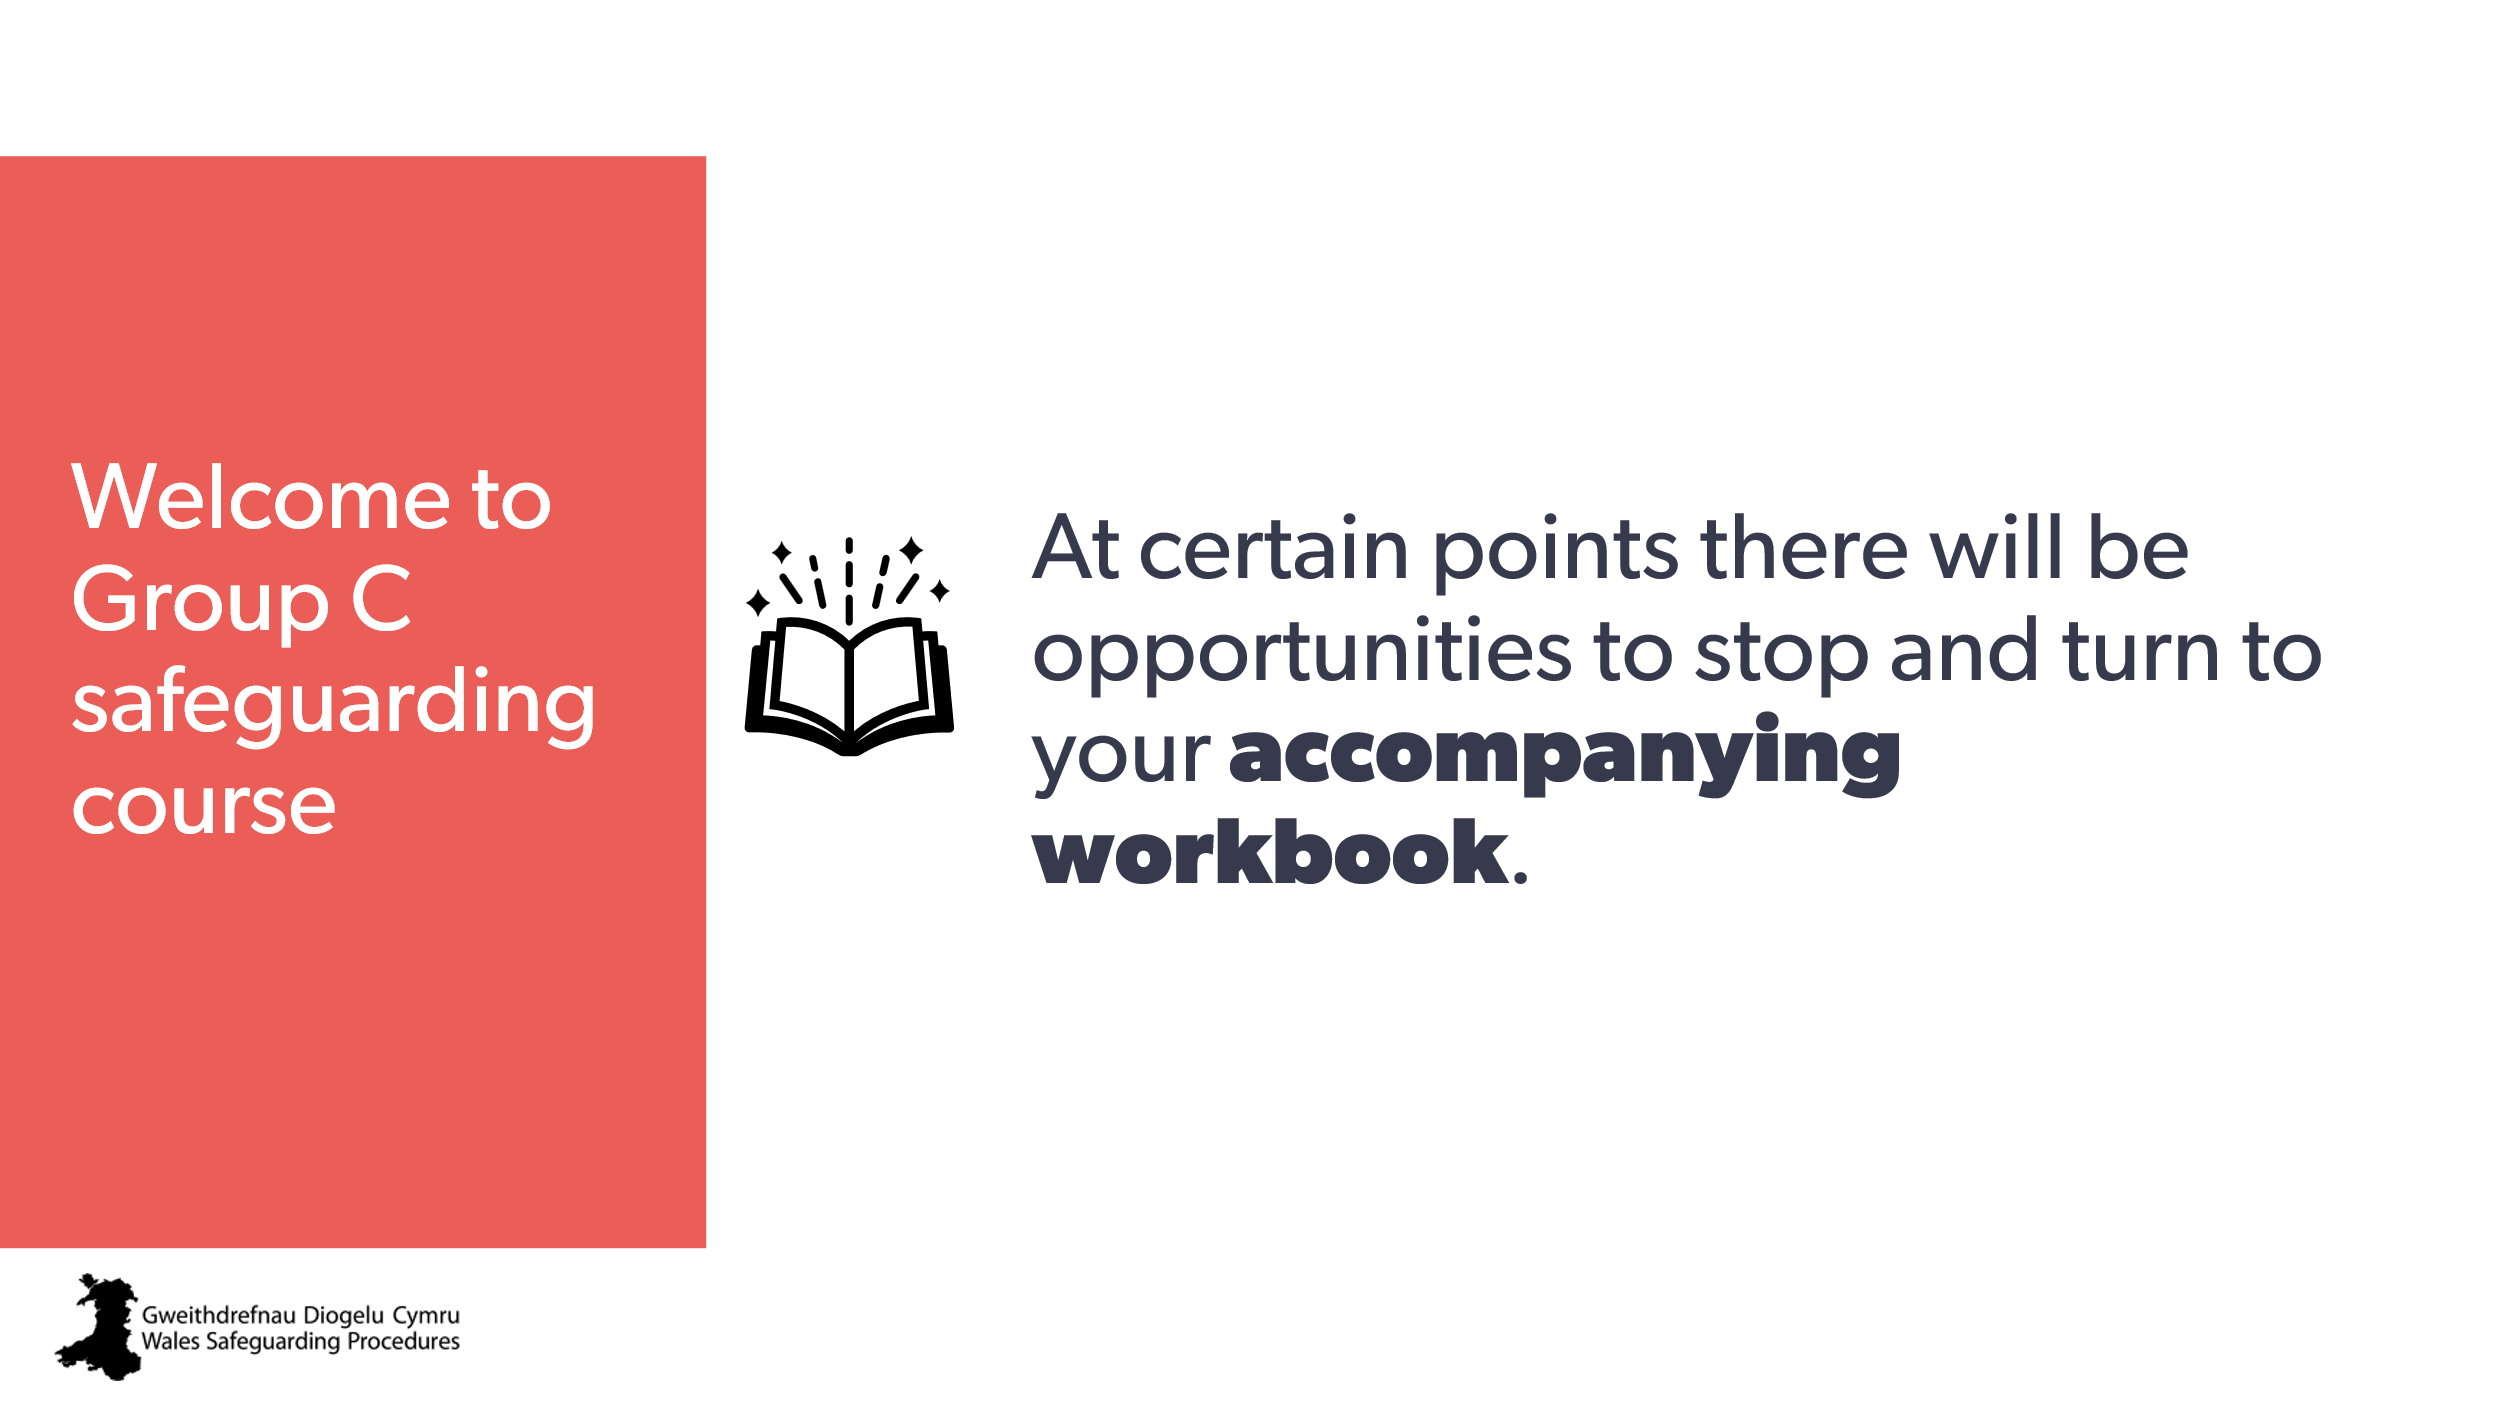 Welcome to
Group C
safeguarding
course
At certain points there will be
opportunities to stop and turn to
your accompanying
workbook.
Gweithdrefnau Diogelu Cymru
Wales Safeguarding Procedures